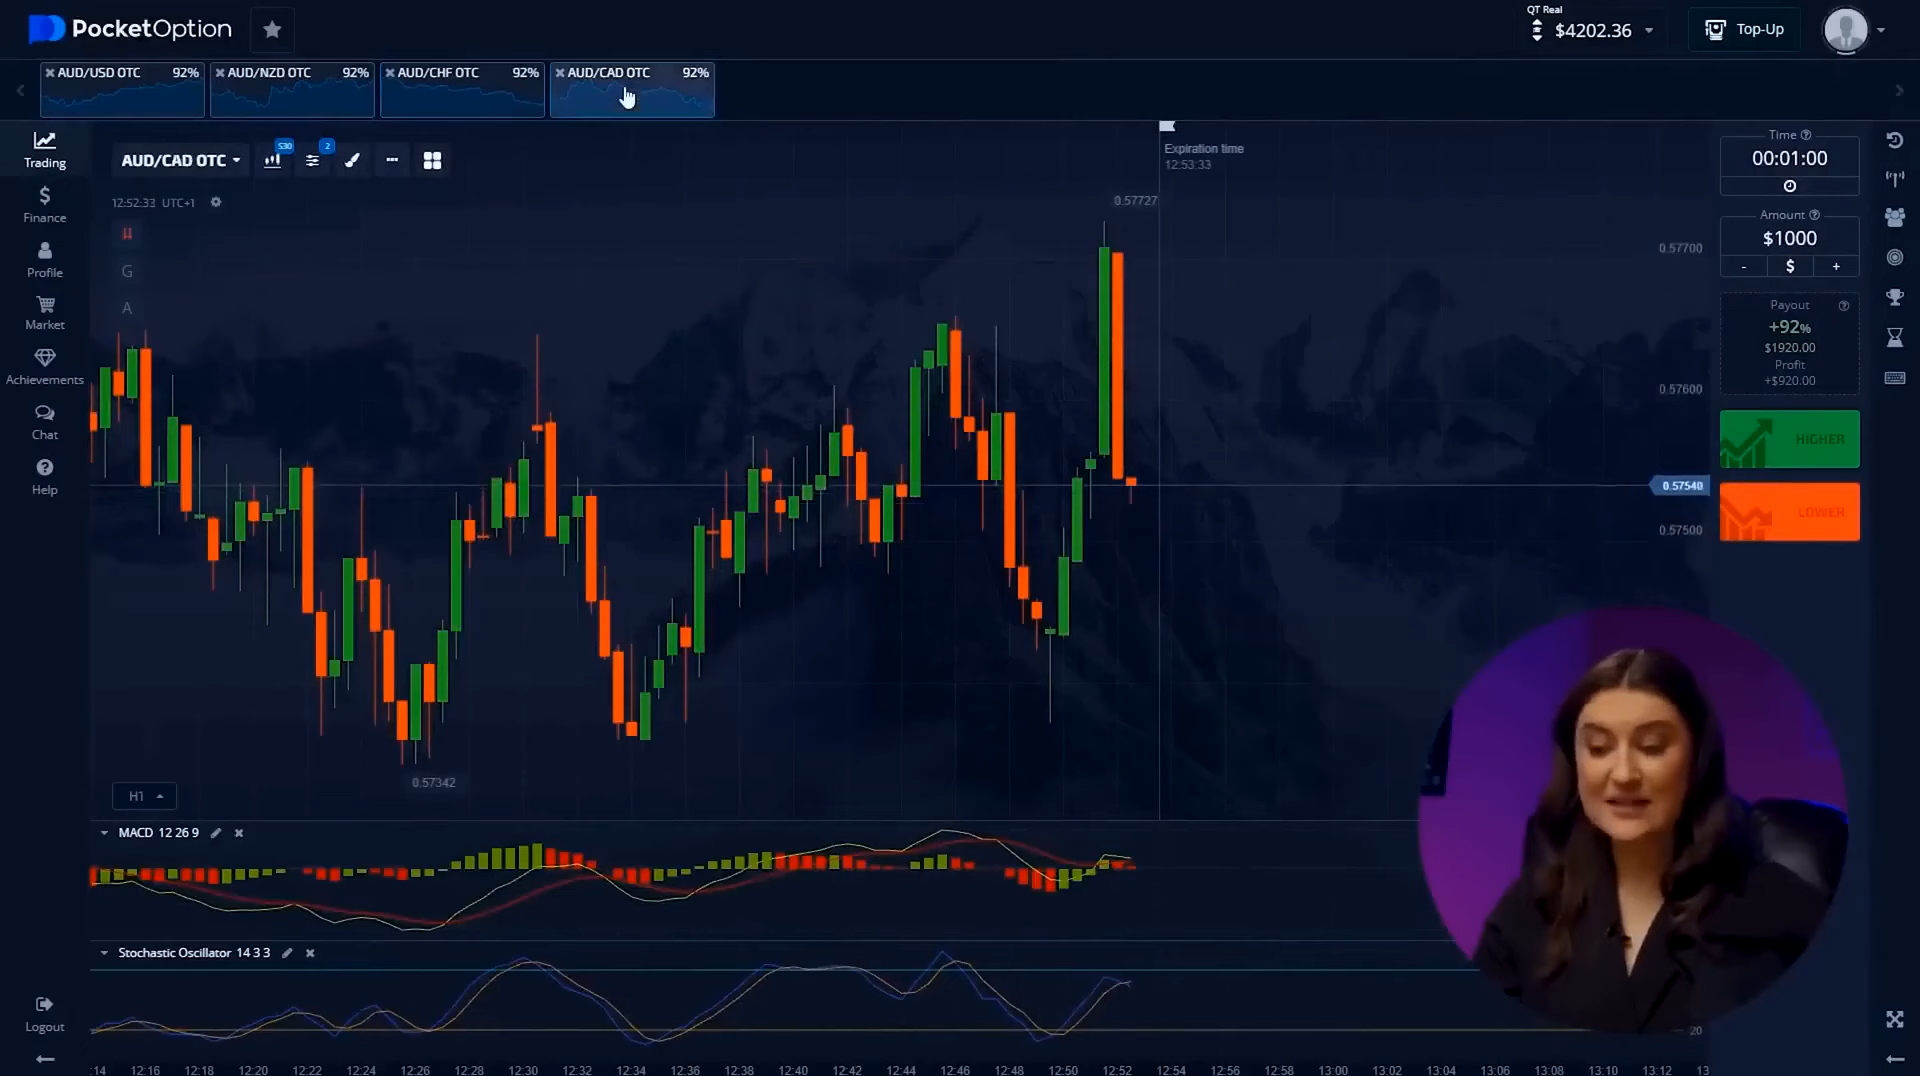 PocketOption
QT Real
$4202.36
Top-Up
AUD/USD OTC 92%
AUD/NZD OTC 92%
AUD/CHF OTC 92%
AUD/CAD OTC 92%
Trading
Finance
Profile
Market
Achievements
Chat
Help
Logout
AUD/CAD OTC
S30
2
12:52:33 UTC+1
G
A
Expiration time
12:53:33
0.57727
0.57700
0.57600
0.57540
0.57500
0.57342
H1
MACD 12 26 9
Stochastic Oscillator 14 3 3
20
:14 12:16 12:18 12:20 12:22 12:24 12:26 12:28 12:30 12:32 12:34 12:36 12:38 12:40 12:42 12:44 12:46 12:48 12:50 12:52 12:54 12:56 12:58 13:00 13:02 13:04 13:06 13:08 13:10 13:12 13
Time
00:01:00
Amount
$1000
- $ +
Payout
+92%
$1920.00
Profit
+$920.00
HIGHER
LOWER